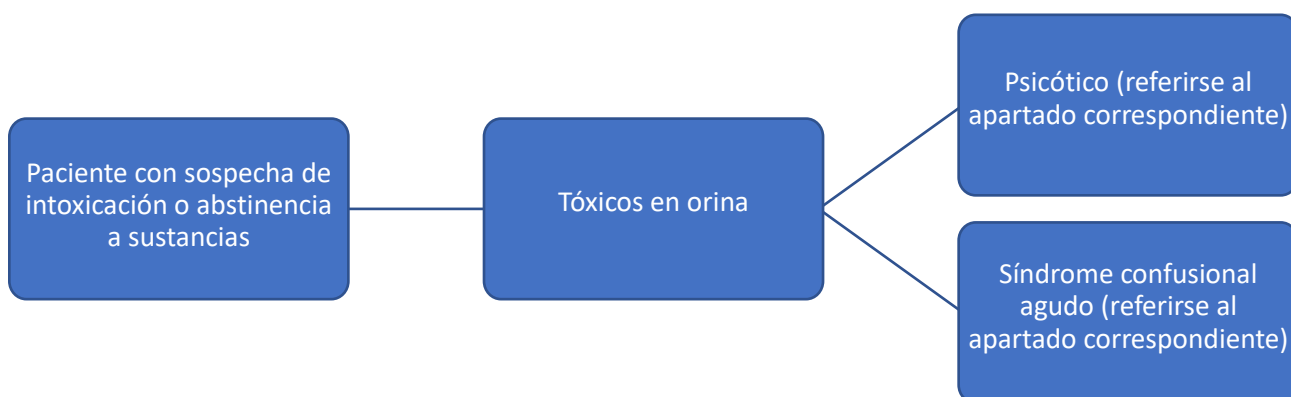 Paciente con sospecha de
intoxicación o abstinencia
a sustancias
Tóxicos en orina
Psicótico (referirse al
apartado correspondiente)
Síndrome confusional
agudo (referirse al
apartado correspondiente)